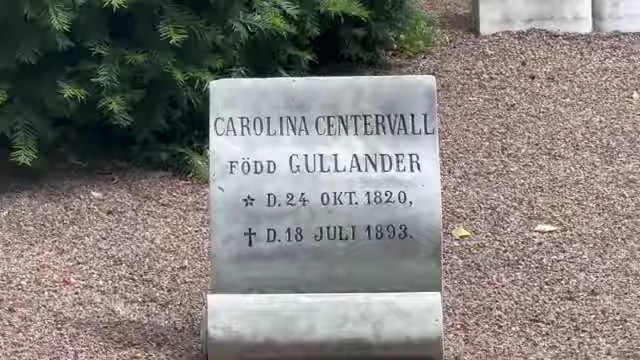 CAROLINA CENTERVALL
FÖDD GULLANDER
☆ D. 24 OKT. 1820,
† D. 18 JULI 1893.